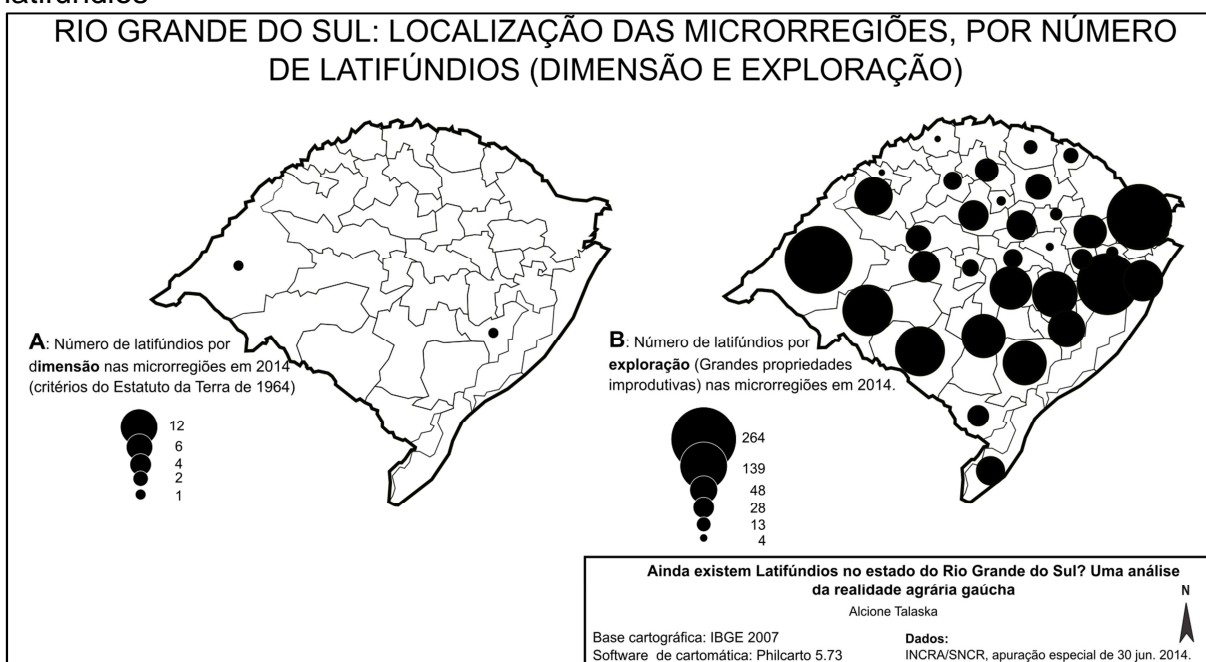 latifúndios
RIO GRANDE DO SUL: LOCALIZAÇÃO DAS MICRORREGIÕES, POR NÚMERO
DE LATIFÚNDIOS (DIMENSÃO E EXPLORAÇÃO)
A: Número de latifúndios por
dimensão nas microrregiões em 2014
(critérios do Estatuto da Terra de 1964)
12
6
4
2
1
B: Número de latifúndios por
exploração (Grandes propriedades
improdutivas) nas microrregiões em 2014.
264
139
48
28
13
4
Ainda existem Latifúndios no estado do Rio Grande do Sul? Uma análise
da realidade agrária gaúcha
Alcione Talaska
N
Base cartográfica: IBGE 2007
Software de cartomática: Philcarto 5.73
Dados:
INCRA/SNCR, apuração especial de 30 jun. 2014.